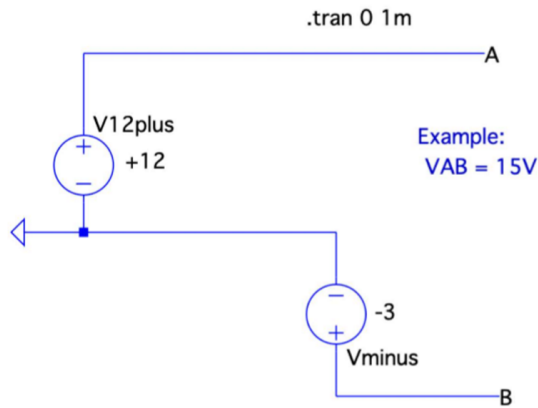 .tran 0 1m
A
V12plus
+12
Example:
VAB = 15V
-3
Vminus
B